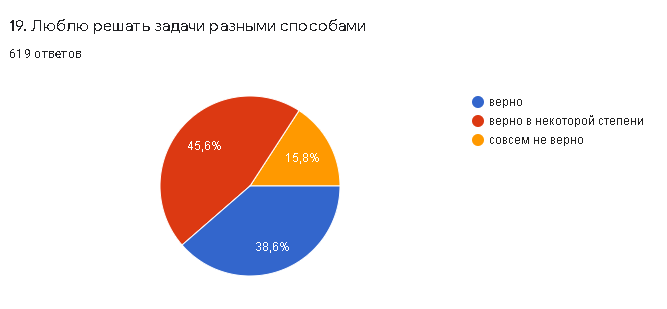 19. Люблю решать задачи разными способами
619 ответов
верно
верно в некоторой степени
совсем не верно
45,6%
15,8%
38,6%